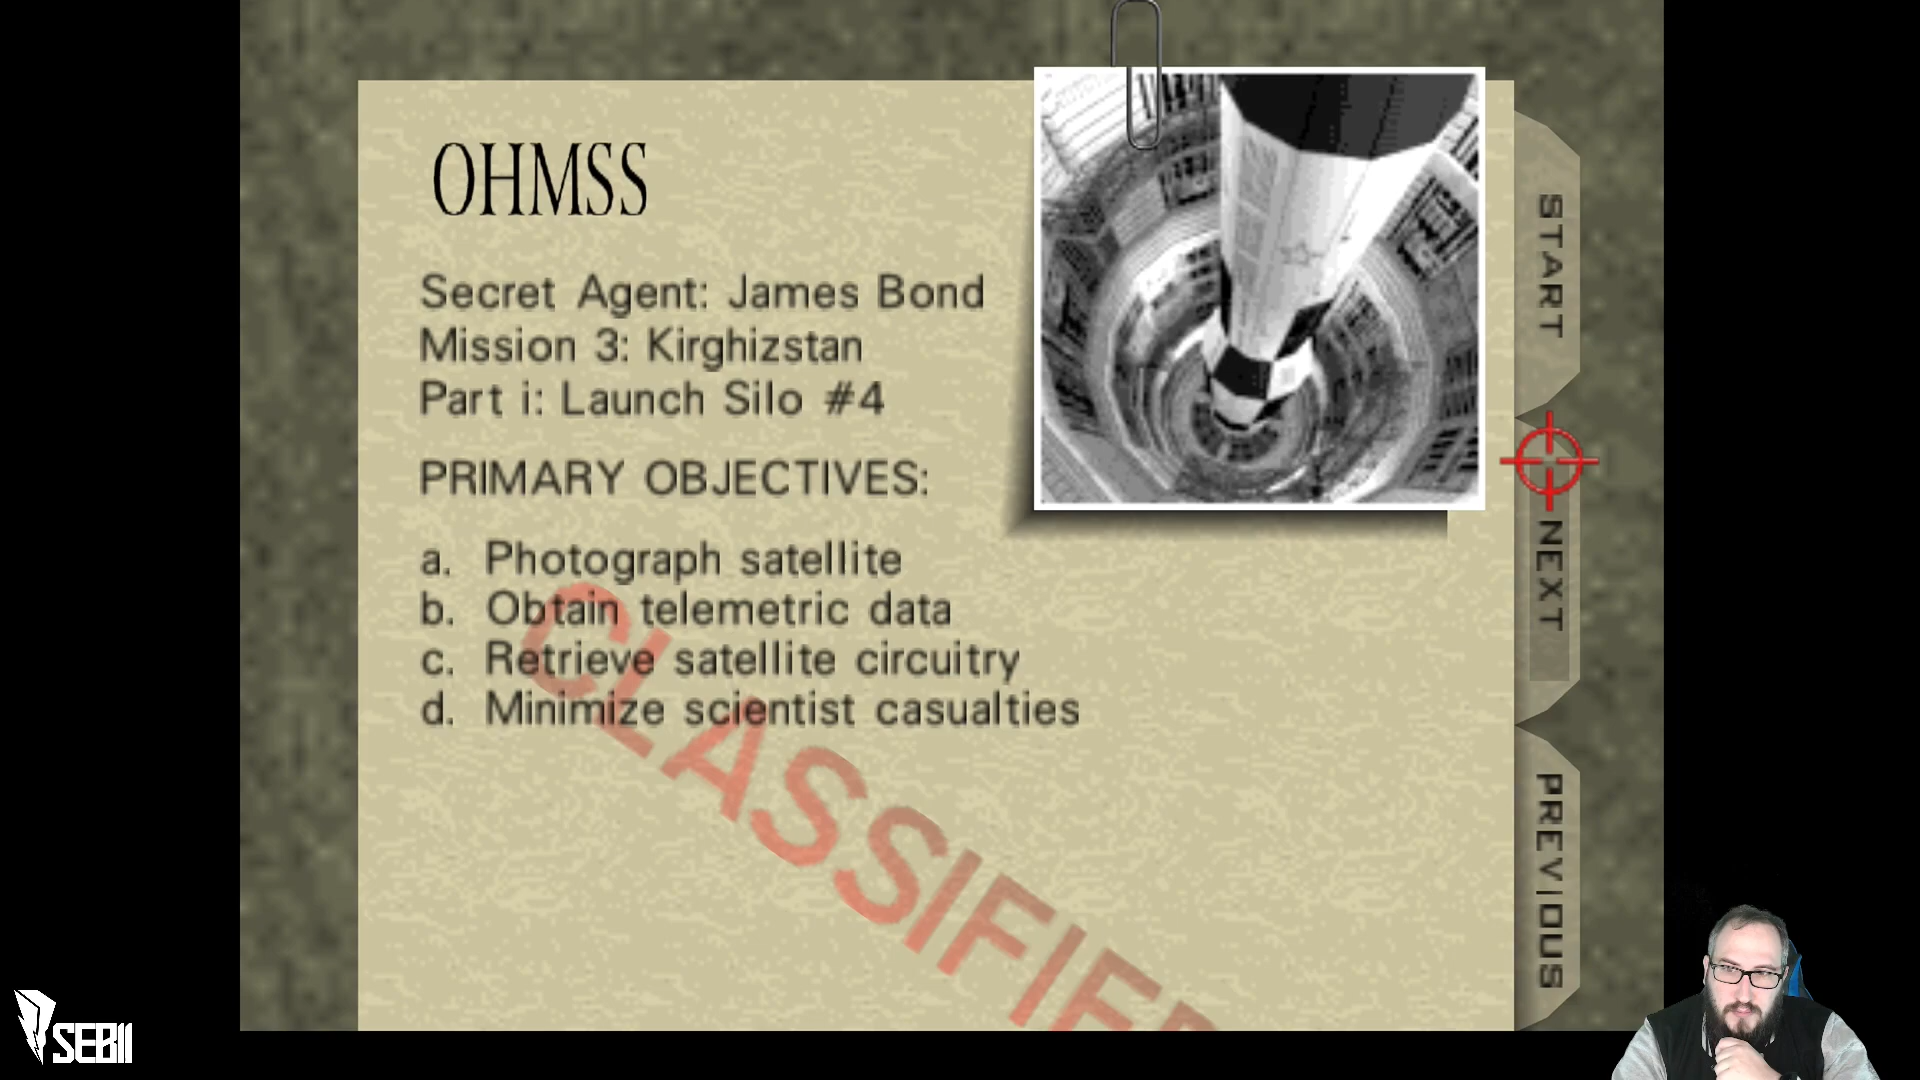 OHMSS
Secret Agent: James Bond
Mission 3: Kirghizstan
Part i: Launch Silo #4
PRIMARY OBJECTIVES:
a. Photograph satellite
b. Obtain telemetric data
c. Retrieve satellite circuitry
d. Minimize scientist casualties
CLASSIFIE
START
NEXT
PREVIOUS
SEBII